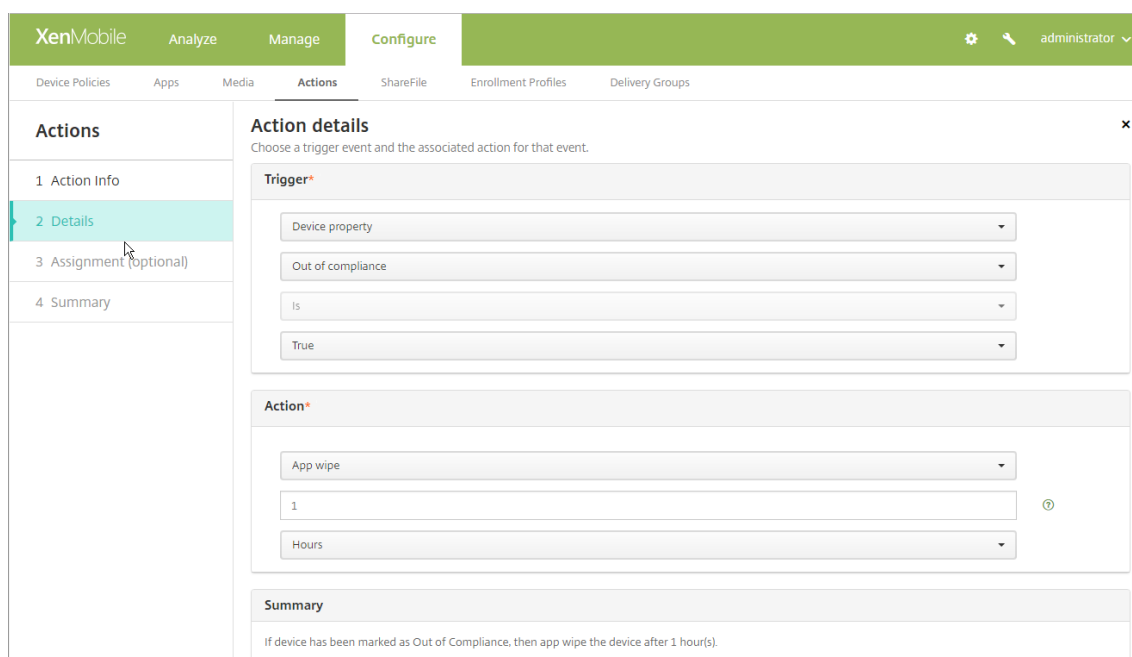 XenMobile Analyze Manage Configure administrator
Device Policies Apps Media Actions ShareFile Enrollment Profiles Delivery Groups
Actions
1 Action Info
2 Details
3 Assignment (optional)
4 Summary
Action details
Choose a trigger event and the associated action for that event.
Trigger*
Device property
Out of compliance
Is
True
Action*
App wipe
1
Hours
Summary
If device has been marked as Out of Compliance, then app wipe the device after 1 hour(s).